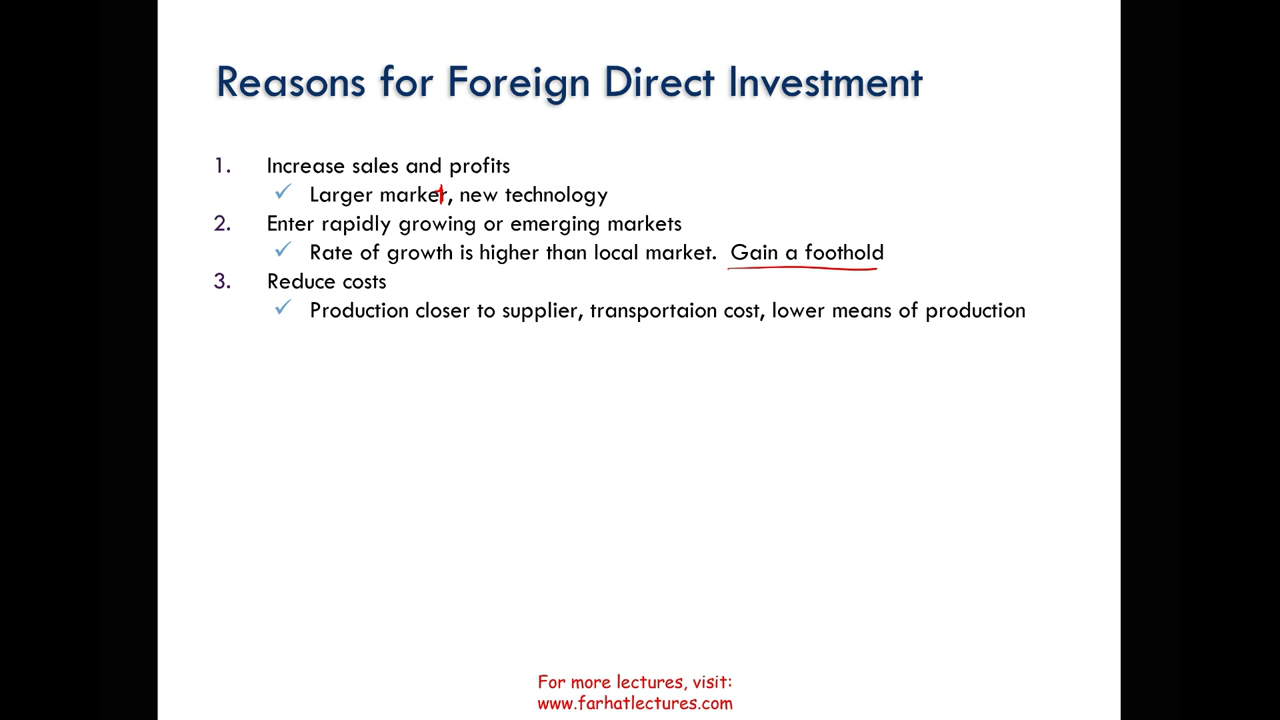 Reasons for Foreign Direct Investment
1. Increase sales and profits
✓ Larger market, new technology
2. Enter rapidly growing or emerging markets
✓ Rate of growth is higher than local market. Gain a foothold
3. Reduce costs
✓ Production closer to supplier, transportaion cost, lower means of production
For more lectures, visit:
www.farhatlectures.com